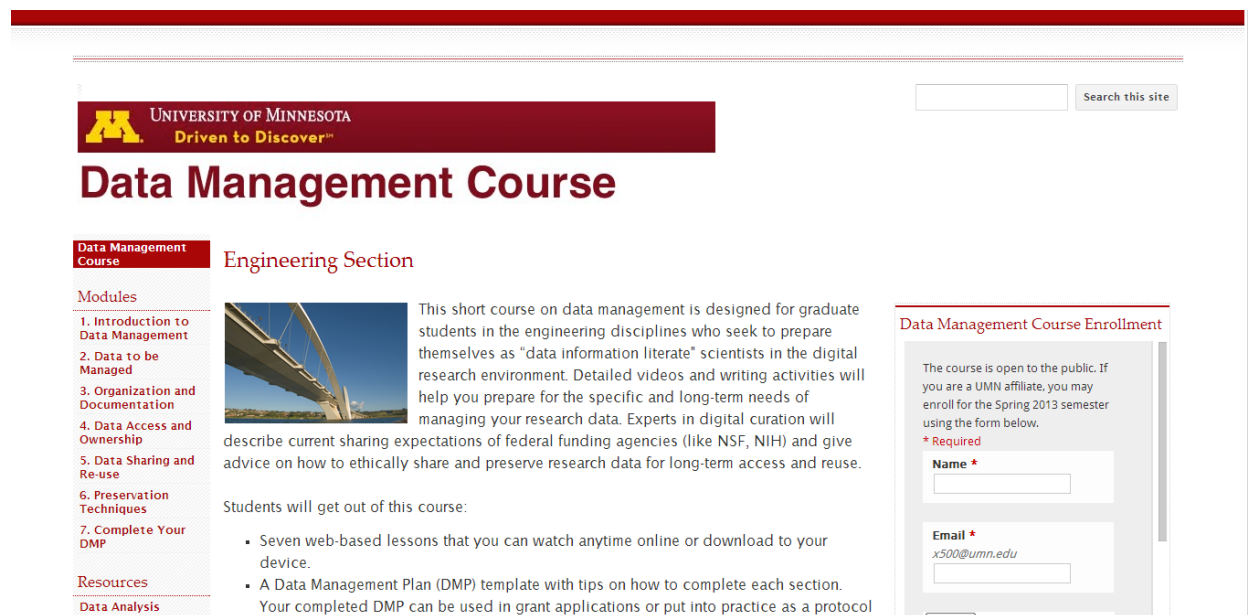 Search this site
UNIVERSITY OF MINNESOTA
Driven to Discover℠
Data Management Course
Data Management
Course
Modules
1. Introduction to
Data Management
2. Data to be
Managed
3. Organization and
Documentation
4. Data Access and
Ownership
5. Data Sharing and
Re-use
6. Preservation
Techniques
7. Complete Your
DMP
Resources
Data Analysis
Engineering Section
This short course on data management is designed for graduate
students in the engineering disciplines who seek to prepare
themselves as “data information literate" scientists in the digital
research environment. Detailed videos and writing activities will
help you prepare for the specific and long-term needs of
managing your research data. Experts in digital curation will
describe current sharing expectations of federal funding agencies (like NSF, NIH) and give
advice on how to ethically share and preserve research data for long-term access and reuse.
Students will get out of this course:
▪ Seven web-based lessons that you can watch anytime online or download to your
device.
▪ A Data Management Plan (DMP) template with tips on how to complete each section.
Your completed DMP can be used in grant applications or put into practice as a protocol
Data Management Course Enrollment
The course is open to the public. If
you are a UMN affiliate, you may
enroll for the Spring 2013 semester
using the form below.
* Required
Name *
Email *
x500@umn.edu